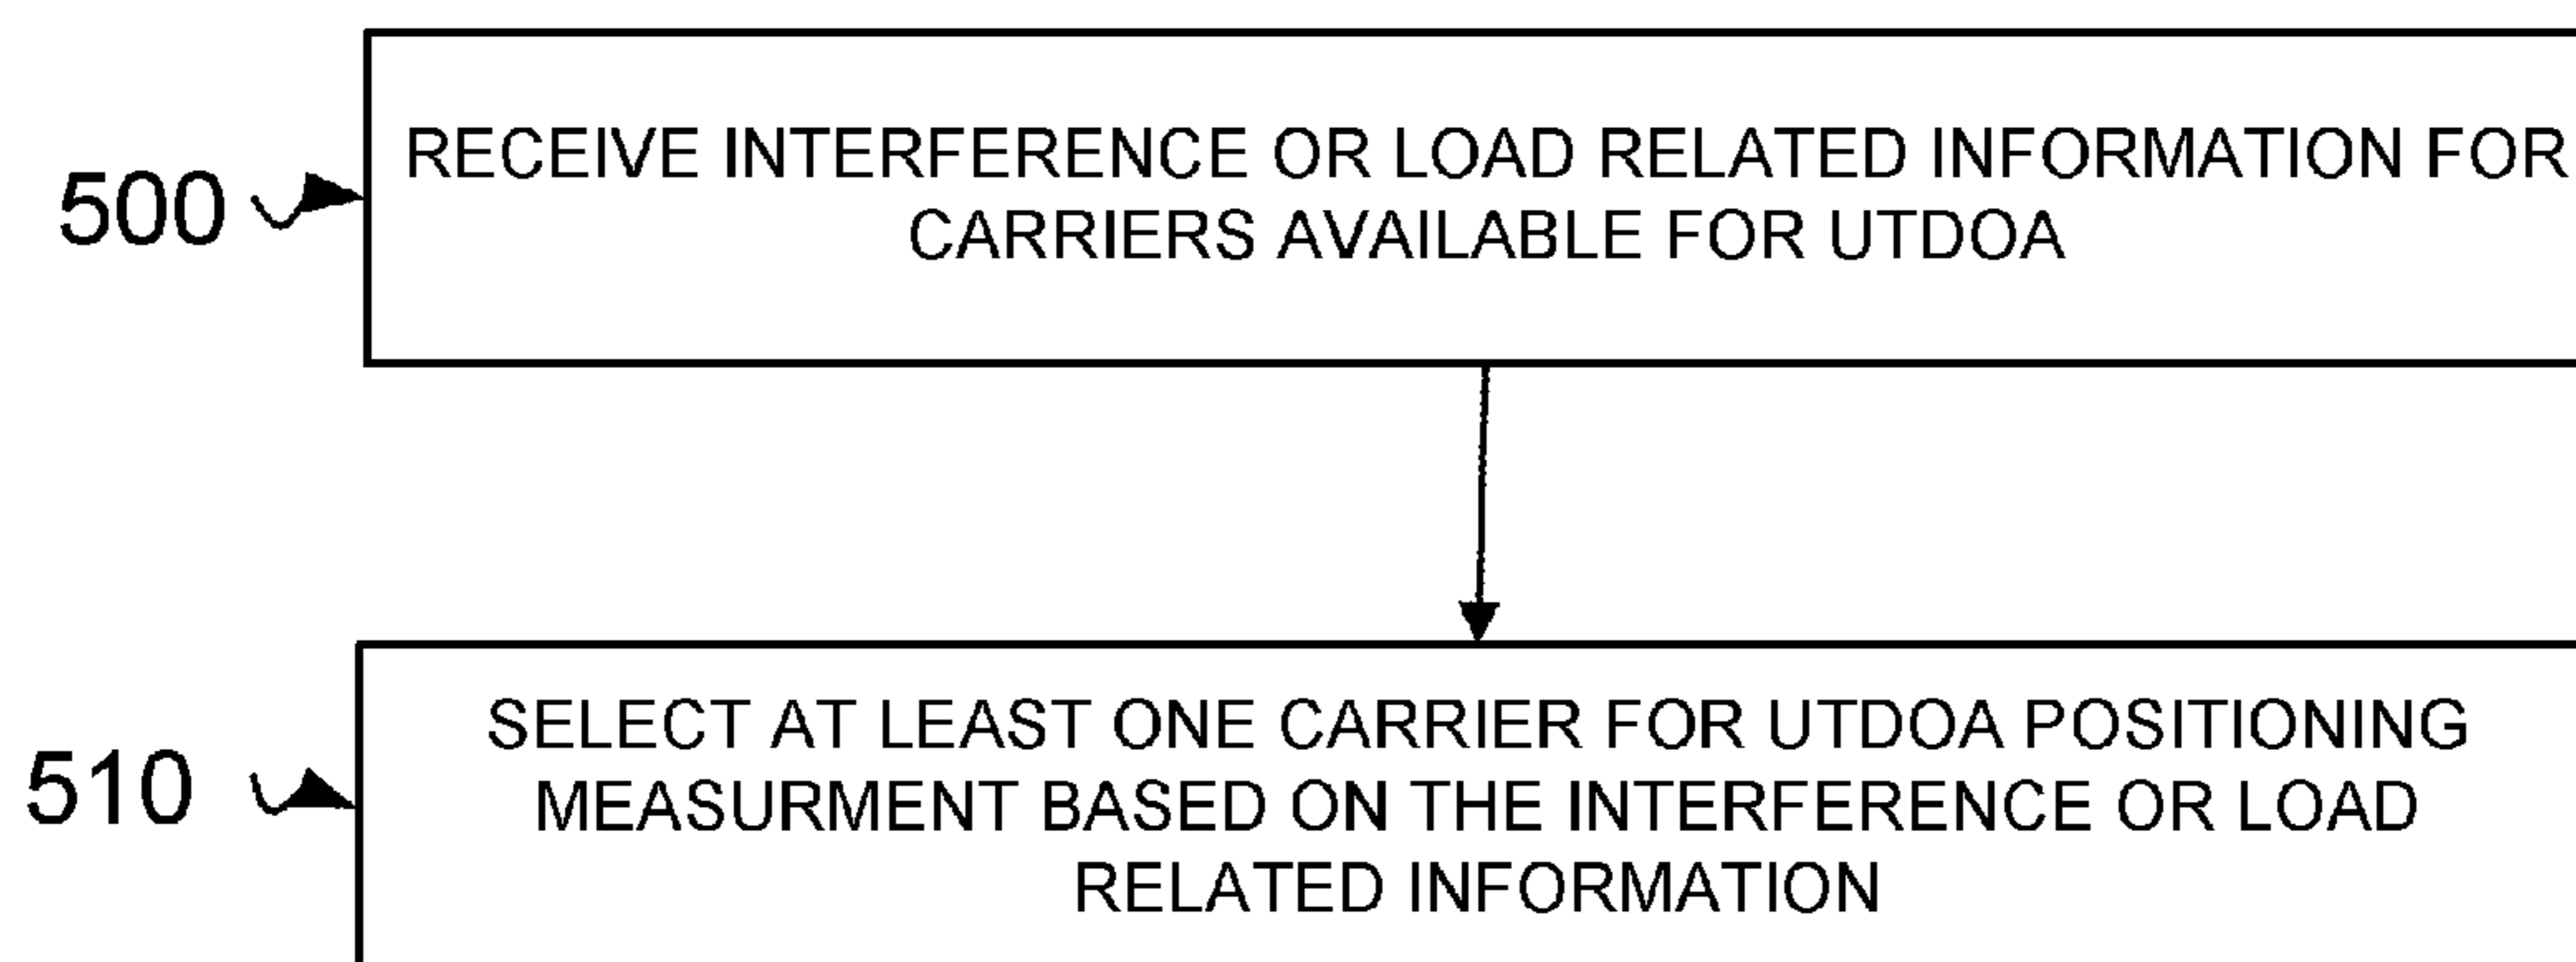 500
RECEIVE INTERFERENCE OR LOAD RELATED INFORMATION FOR
CARRIERS AVAILABLE FOR UTDOA
510
SELECT AT LEAST ONE CARRIER FOR UTDOA POSITIONING
MEASURMENT BASED ON THE INTERFERENCE OR LOAD
RELATED INFORMATION